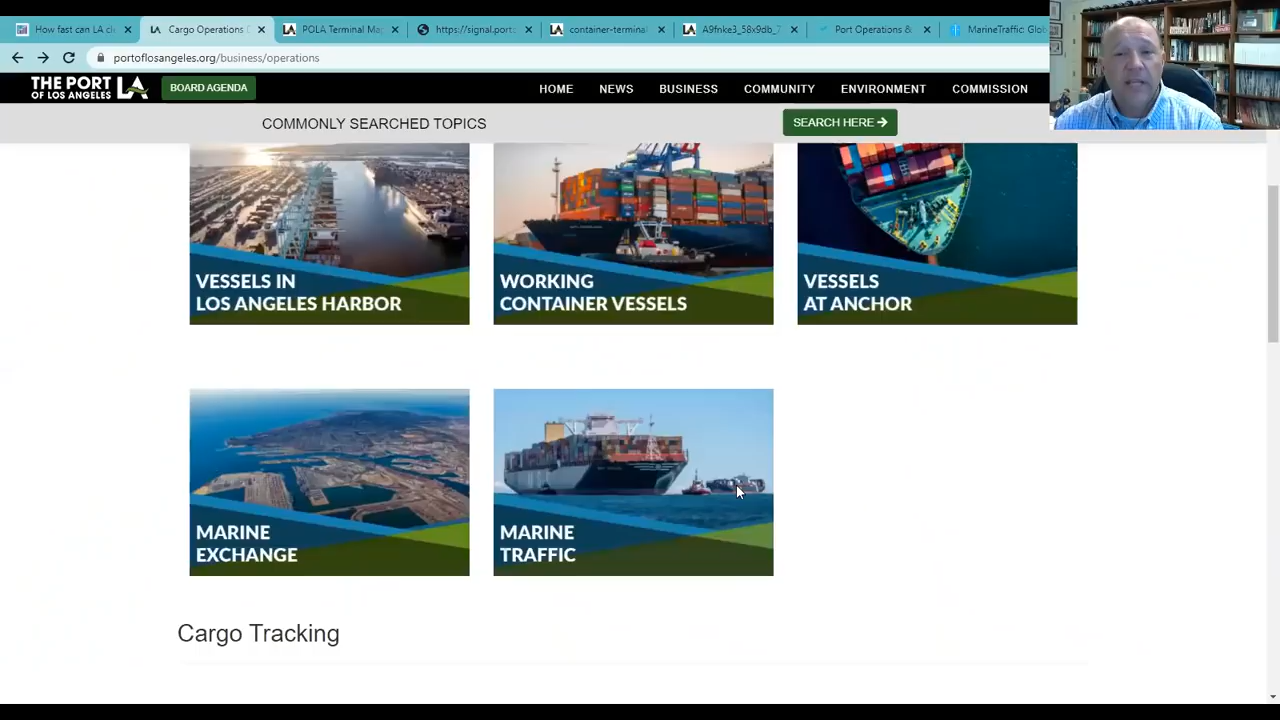 How fast can LA cl
Cargo Operations
POLA Terminal Ma
https://signal.port
container-terminal
A9fnke3_58x9db_7
Port Operations &
MarineTraffic Glob
portoflosangeles.org/business/operations
THE PORT
OF LOS ANGELES
LA
BOARD AGENDA
HOME
NEWS
BUSINESS
COMMUNITY
ENVIRONMENT
COMMISSION
COMMONLY SEARCHED TOPICS
SEARCH HERE
VESSELS IN
LOS ANGELES HARBOR
WORKING
CONTAINER VESSELS
VESSELS
AT ANCHOR
MARINE
EXCHANGE
MARINE
TRAFFIC
Cargo Tracking